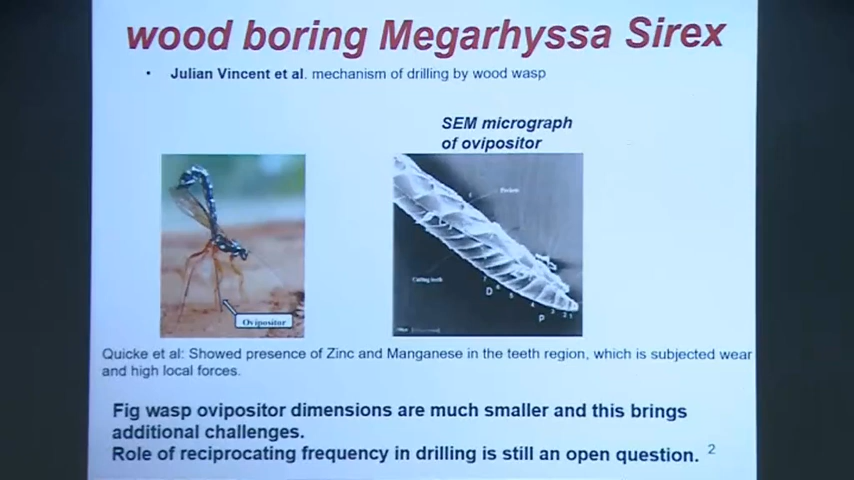 wood boring Megarhyssa Sirex
• Julian Vincent et al. mechanism of drilling by wood wasp
SEM micrograph
of ovipositor
Pockets
Cutting teeth
D
P
Ovipositor
Quicke et al: Showed presence of Zinc and Manganese in the teeth region, which is subjected wear
and high local forces.
Fig wasp ovipositor dimensions are much smaller and this brings
additional challenges.
Role of reciprocating frequency in drilling is still an open question. 2